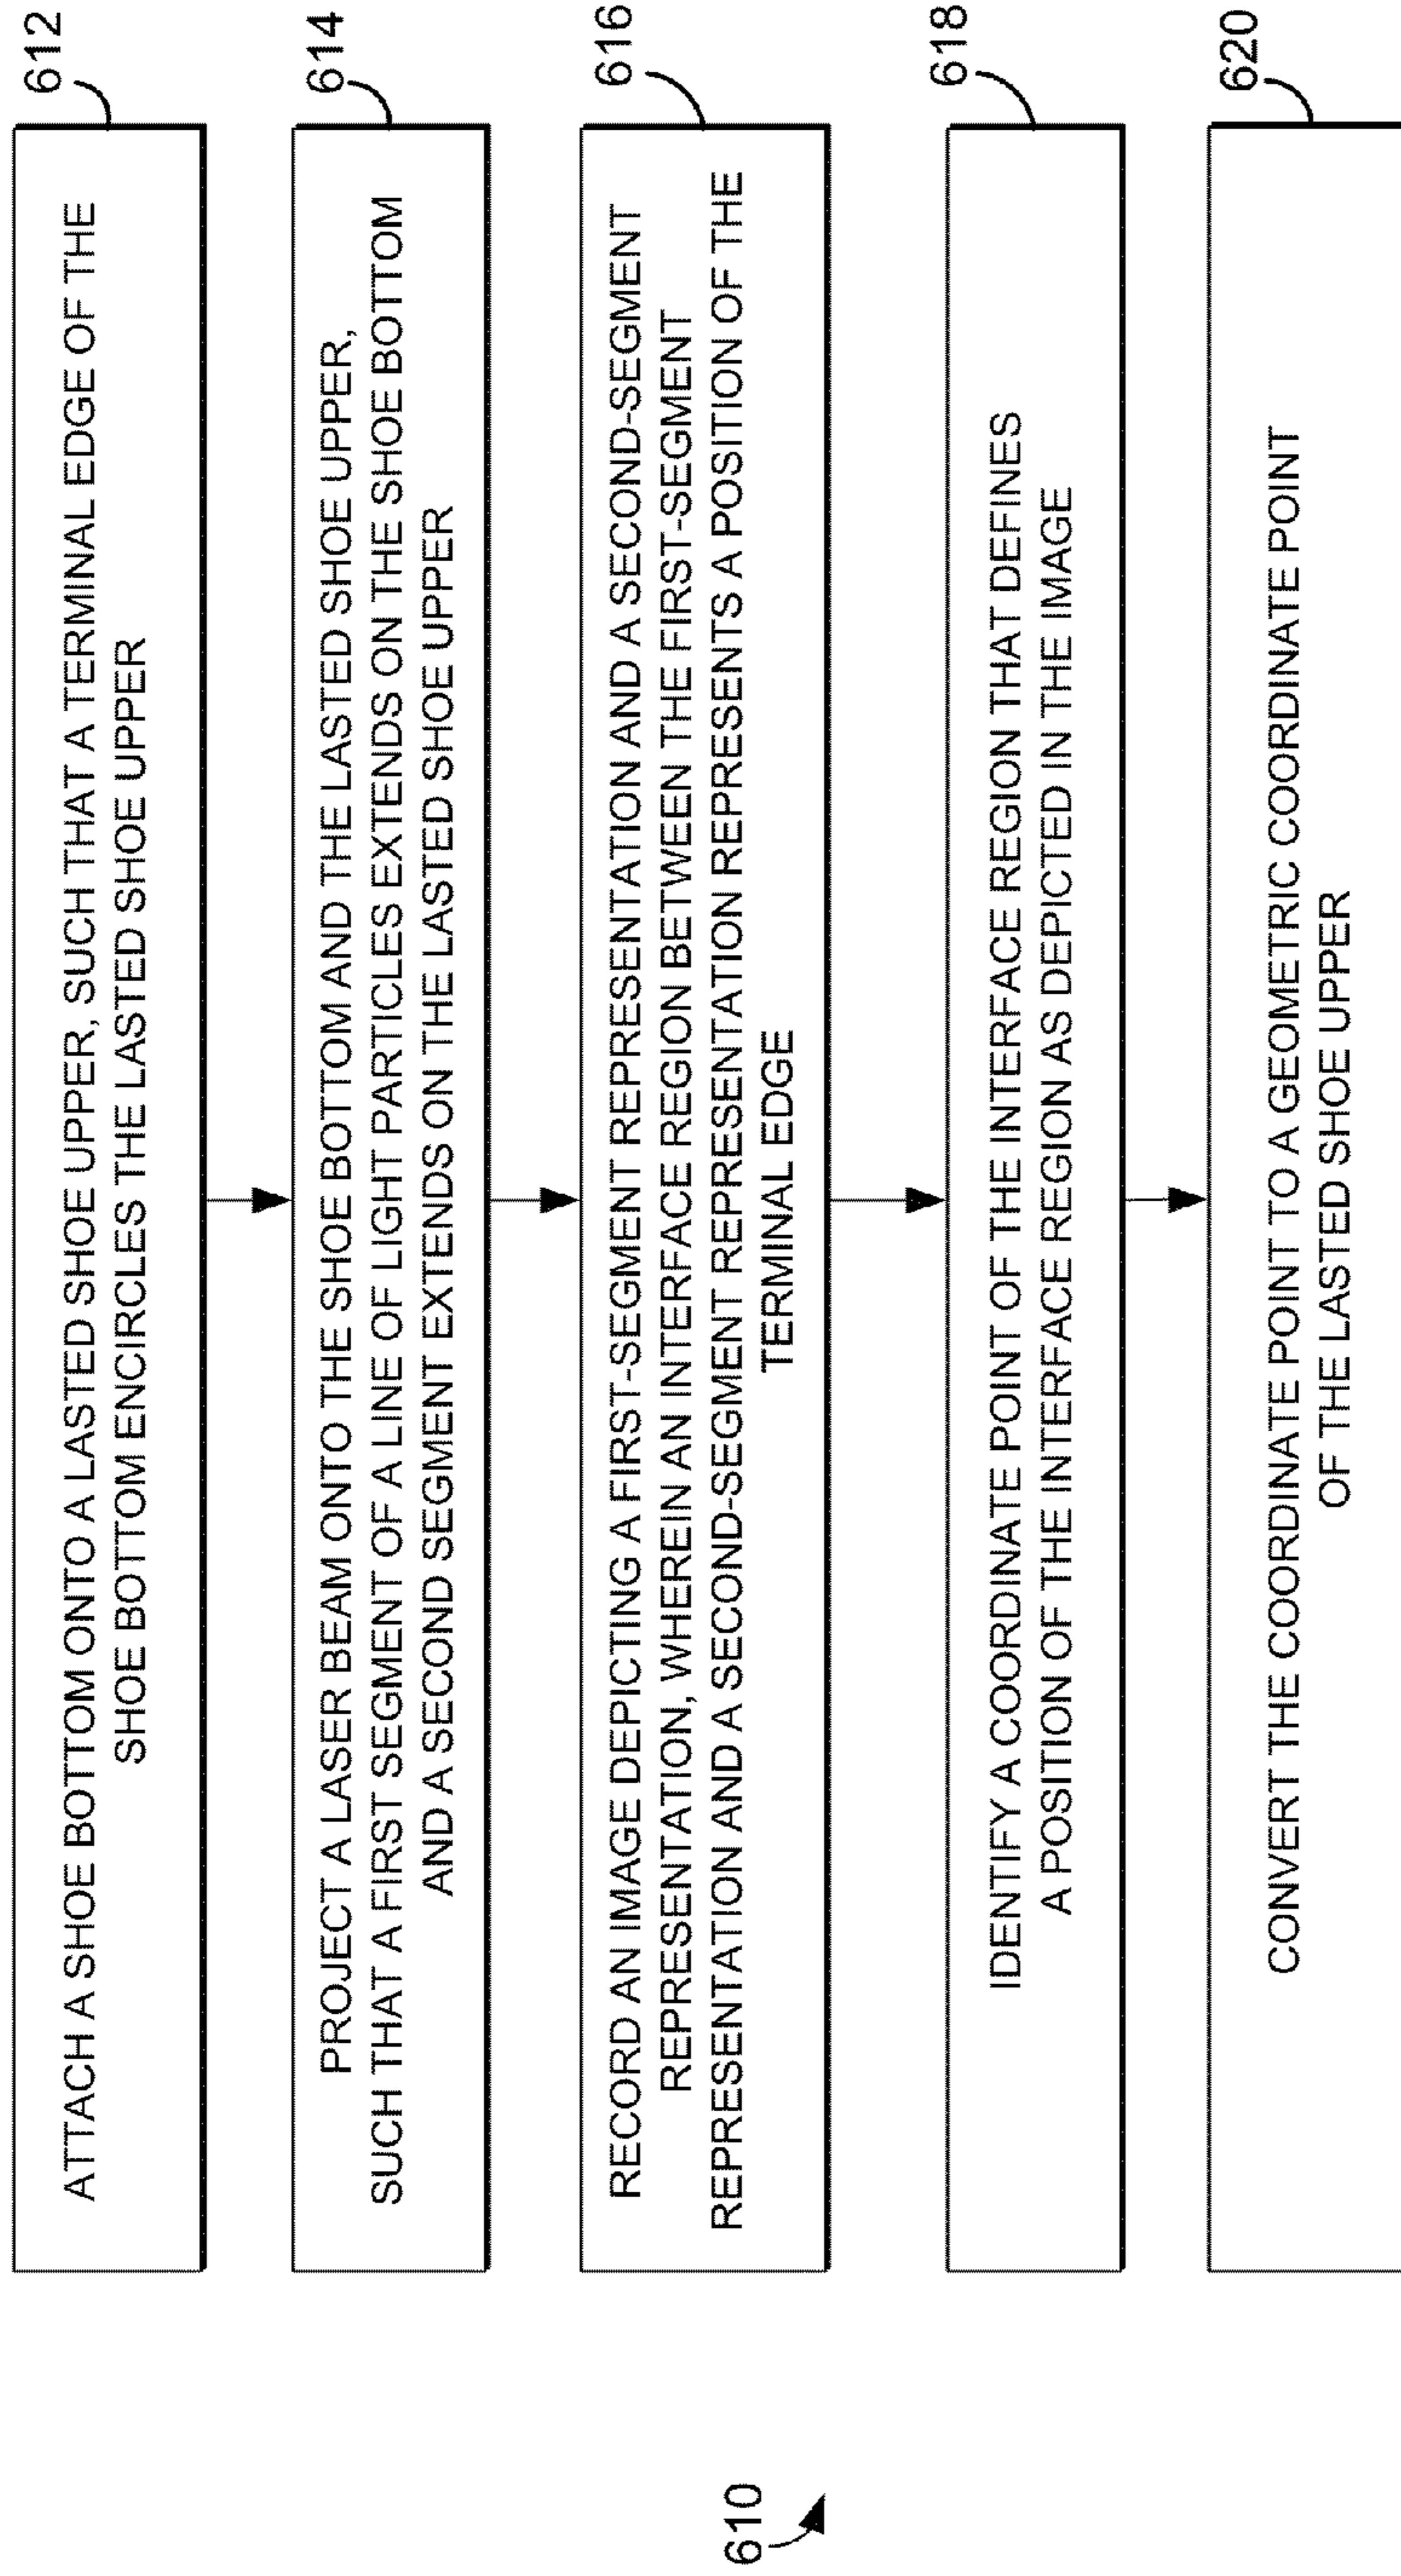 610
612
ATTACH A SHOE BOTTOM ONTO A LASTED SHOE UPPER, SUCH THAT A TERMINAL EDGE OF THE
SHOE BOTTOM ENCIRCLES THE LASTED SHOE UPPER
614
PROJECT A LASER BEAM ONTO THE SHOE BOTTOM AND THE LASTED SHOE UPPER,
SUCH THAT A FIRST SEGMENT OF A LINE OF LIGHT PARTICLES EXTENDS ON THE SHOE BOTTOM
AND A SECOND SEGMENT EXTENDS ON THE LASTED SHOE UPPER
616
RECORD AN IMAGE DEPICTING A FIRST-SEGMENT REPRESENTATION AND A SECOND-SEGMENT
REPRESENTATION, WHEREIN AN INTERFACE REGION BETWEEN THE FIRST-SEGMENT
REPRESENTATION AND A SECOND-SEGMENT REPRESENTATION REPRESENTS A POSITION OF THE
TERMINAL EDGE
618
IDENTIFY A COORDINATE POINT OF THE INTERFACE REGION THAT DEFINES
A POSITION OF THE INTERFACE REGION AS DEPICTED IN THE IMAGE
620
CONVERT THE COORDINATE POINT TO A GEOMETRIC COORDINATE POINT
OF THE LASTED SHOE UPPER